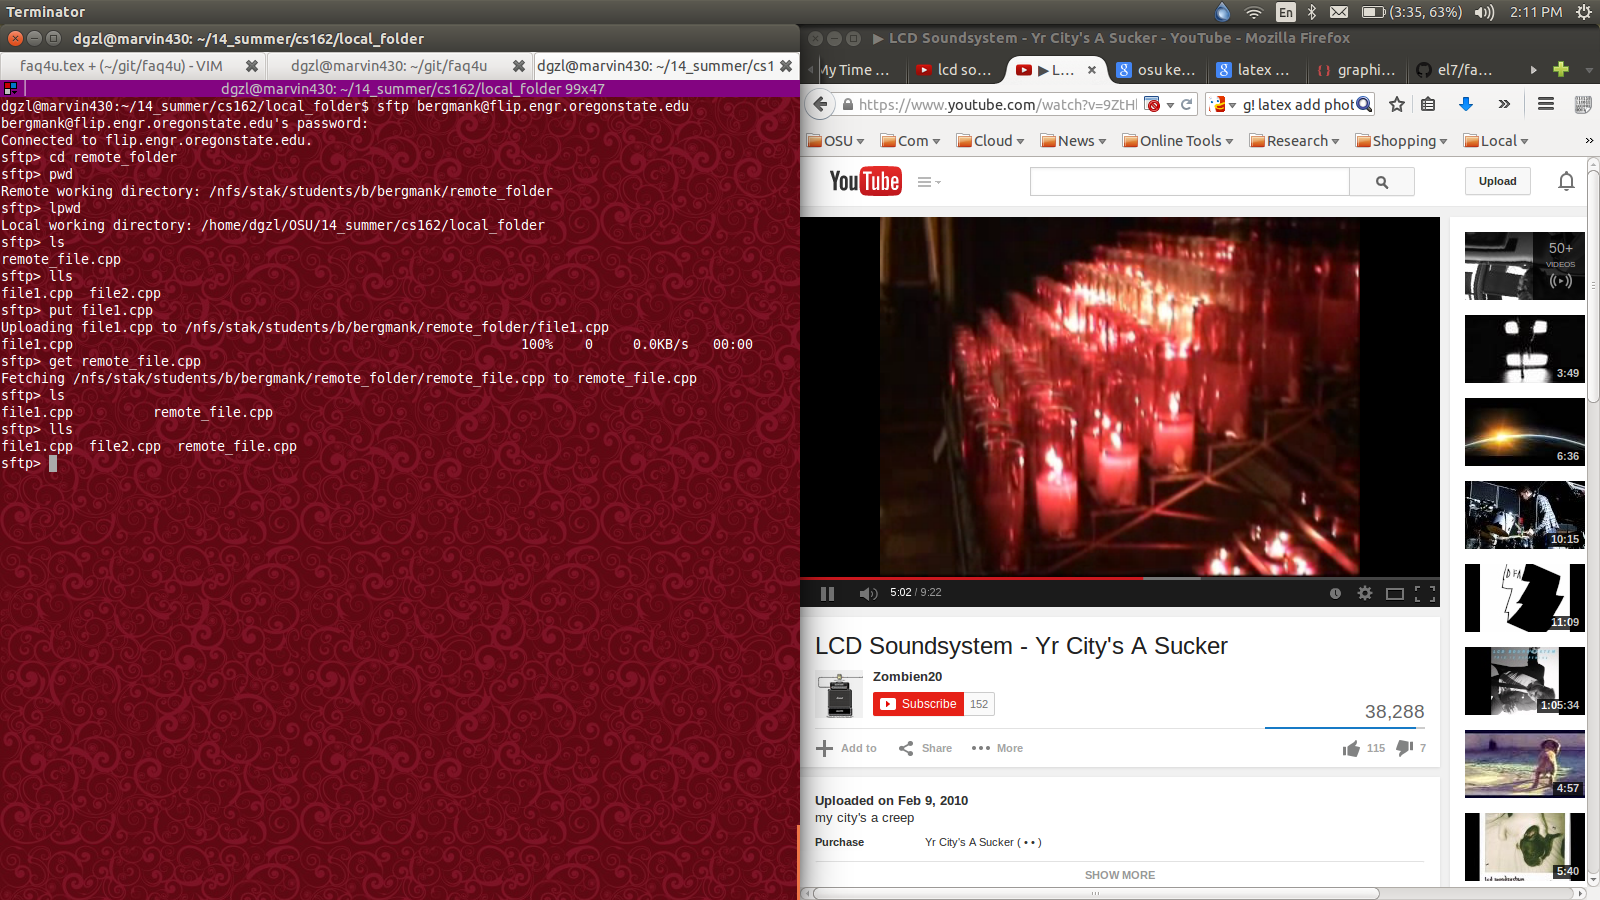 Terminator
En
(3:35, 63%)
2:11 PM
dgzl@marvin430: ~/14_summer/cs162/local_folder
faq4u.tex + (~/git/faq4u) - VIM
dgzl@marvin430: ~/git/faq4u
dgzl@marvin430: ~/14_summer/cs1
dgzl@marvin430: ~/14_summer/cs162/local_folder 99x47
dgzl@marvin430:~/14_summer/cs162/local_folder$ sftp bergmank@flip.engr.oregonstate.edu
bergmank@flip.engr.oregonstate.edu's password:
Connected to flip.engr.oregonstate.edu.
sftp> cd remote_folder
sftp> pwd
Remote working directory: /nfs/stak/students/b/bergmank/remote_folder
sftp> lpwd
Local working directory: /home/dgzl/OSU/14_summer/cs162/local_folder
sftp> ls
remote_file.cpp
sftp> lls
file1.cpp  file2.cpp
sftp> put file1.cpp
Uploading file1.cpp to /nfs/stak/students/b/bergmank/remote_folder/file1.cpp
file1.cpp 100% 0 0.0KB/s 00:00
sftp> get remote_file.cpp
Fetching /nfs/stak/students/b/bergmank/remote_folder/remote_file.cpp to remote_file.cpp
sftp> ls
file1.cpp remote_file.cpp
sftp> lls
file1.cpp  file2.cpp  remote_file.cpp
sftp>
▶ LCD Soundsystem - Yr City's A Sucker - YouTube - Mozilla Firefox
My Time ...
lcd so...
▶ L...
osu ke...
latex ...
graphi...
el7/fa...
https://www.youtube.com/watch?v=9ZtH
g! latex add phot
OSU
Com
Cloud
News
Online Tools
Research
Shopping
Local
»
YouTube
Upload
50+
VIDEOS
3:49
6:36
10:15
11:09
1:05:34
4:57
5:40
5:02 / 9:22
LCD Soundsystem - Yr City's A Sucker
Zombien20
Subscribe 152
38,288
Add to
Share
More
115
7
Uploaded on Feb 9, 2010
my city's a creep
Purchase Yr City's A Sucker ( • • )
SHOW MORE